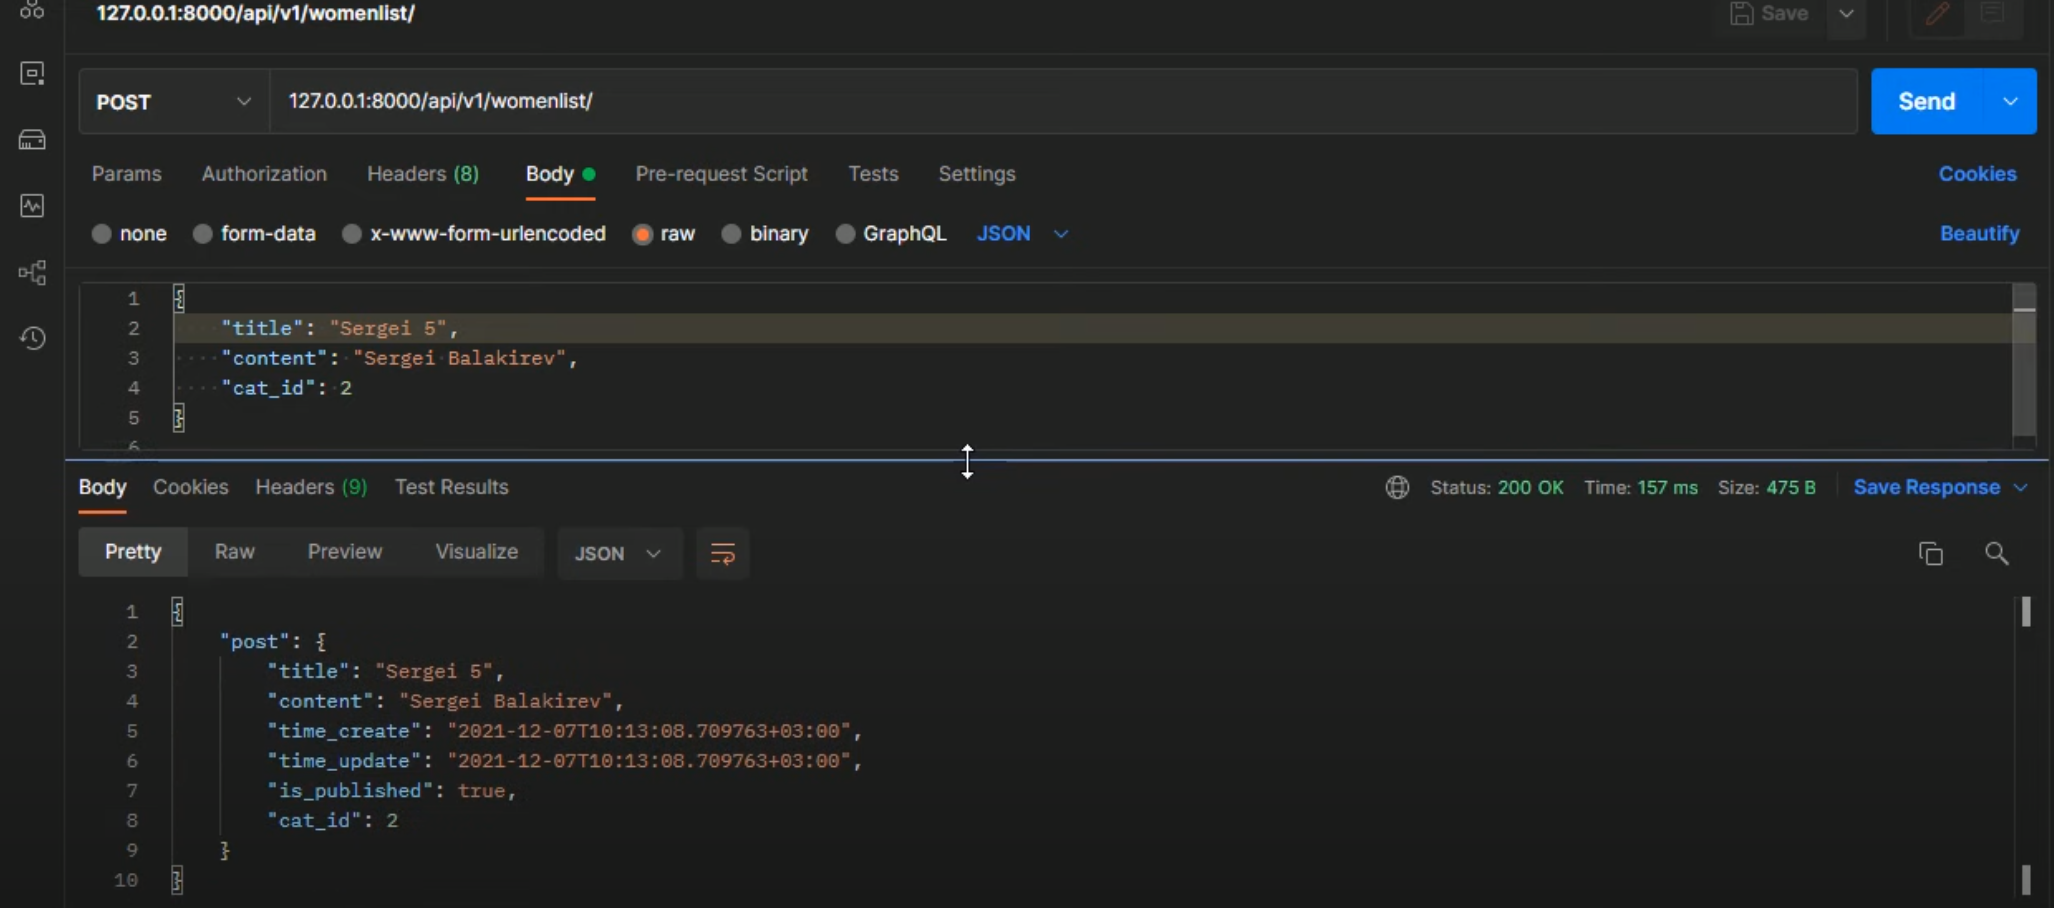 127.0.0.1:8000/api/v1/womenlist/
Save
POST 127.0.0.1:8000/api/v1/womenlist/ Send
Params Authorization Headers (8) Body Pre-request Script Tests Settings Cookies
none form-data x-www-form-urlencoded raw binary GraphQL JSON Beautify
1 {
2 "title": "Sergei 5",
3 "content": "Sergei Balakirev",
4 "cat_id": 2
5 }
6
Body Cookies Headers (9) Test Results Status: 200 OK Time: 157 ms Size: 475 B Save Response
Pretty Raw Preview Visualize JSON
1 {
2 "post": {
3 "title": "Sergei 5",
4 "content": "Sergei Balakirev",
5 "time_create": "2021-12-07T10:13:08.709763+03:00",
6 "time_update": "2021-12-07T10:13:08.709763+03:00",
7 "is_published": true,
8 "cat_id": 2
9 }
10 }